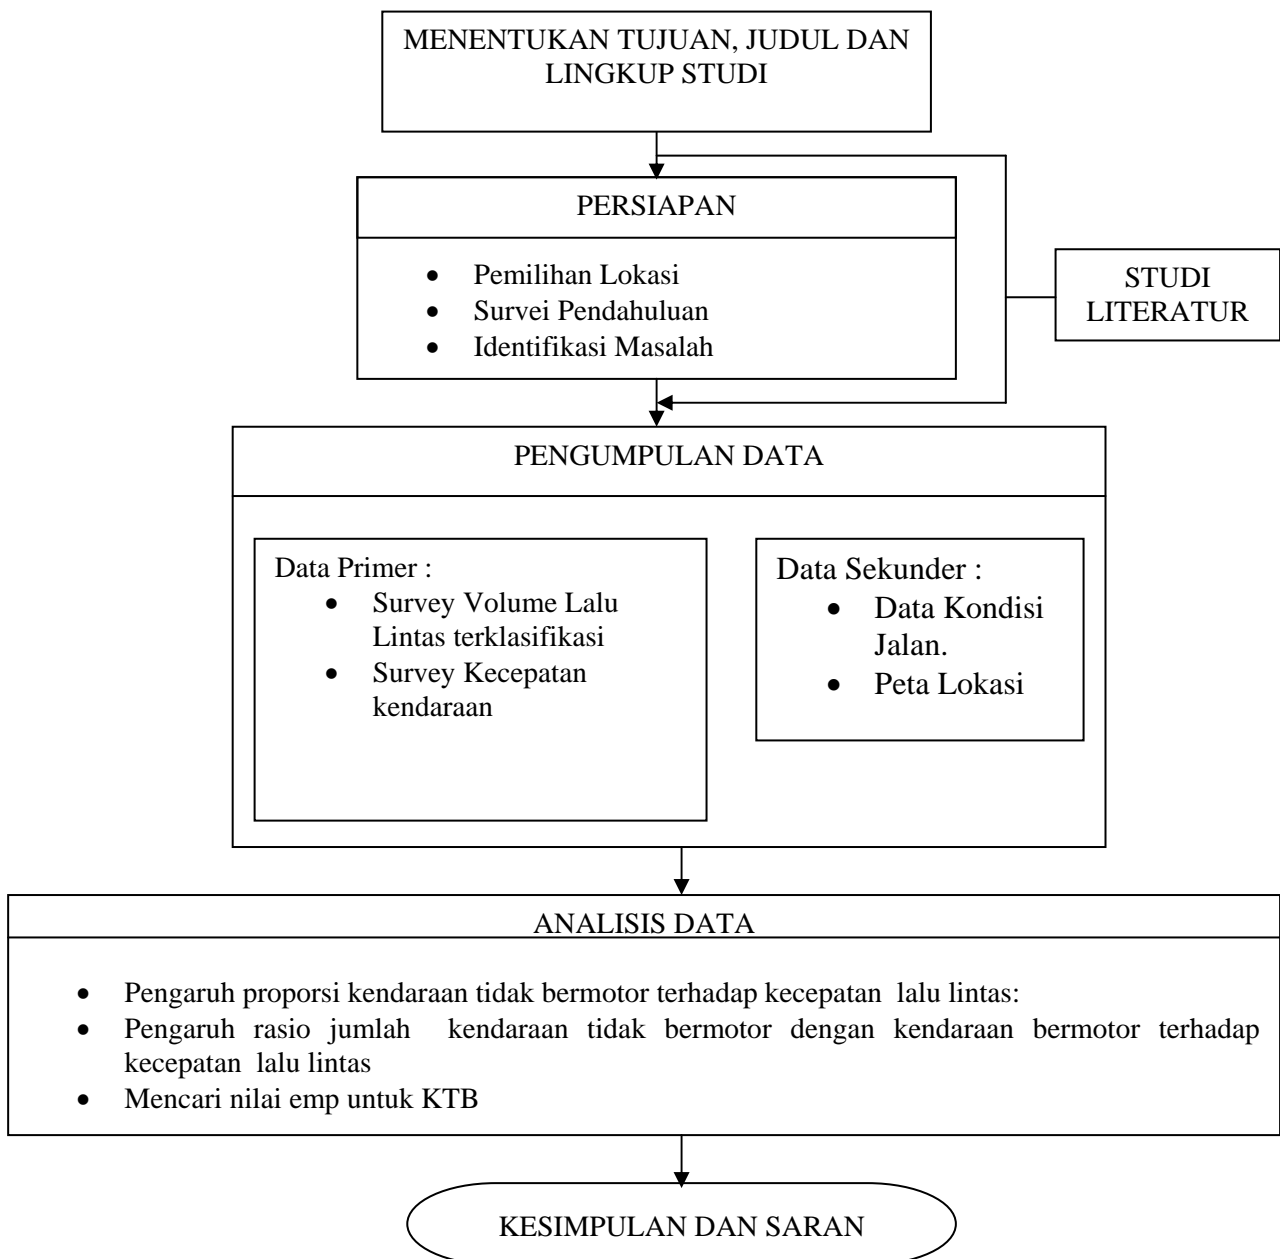 MENENTUKAN TUJUAN, JUDUL DAN
LINGKUP STUDI
PERSIAPAN
• Pemilihan Lokasi
• Survei Pendahuluan
• Identifikasi Masalah
STUDI
LITERATUR
PENGUMPULAN DATA
Data Primer :
• Survey Volume Lalu
Lintas terklasifikasi
• Survey Kecepatan
kendaraan
Data Sekunder :
• Data Kondisi
Jalan.
• Peta Lokasi
ANALISIS DATA
• Pengaruh proporsi kendaraan tidak bermotor terhadap kecepatan lalu lintas:
• Pengaruh rasio jumlah kendaraan tidak bermotor dengan kendaraan bermotor terhadap
kecepatan lalu lintas
• Mencari nilai emp untuk KTB
KESIMPULAN DAN SARAN